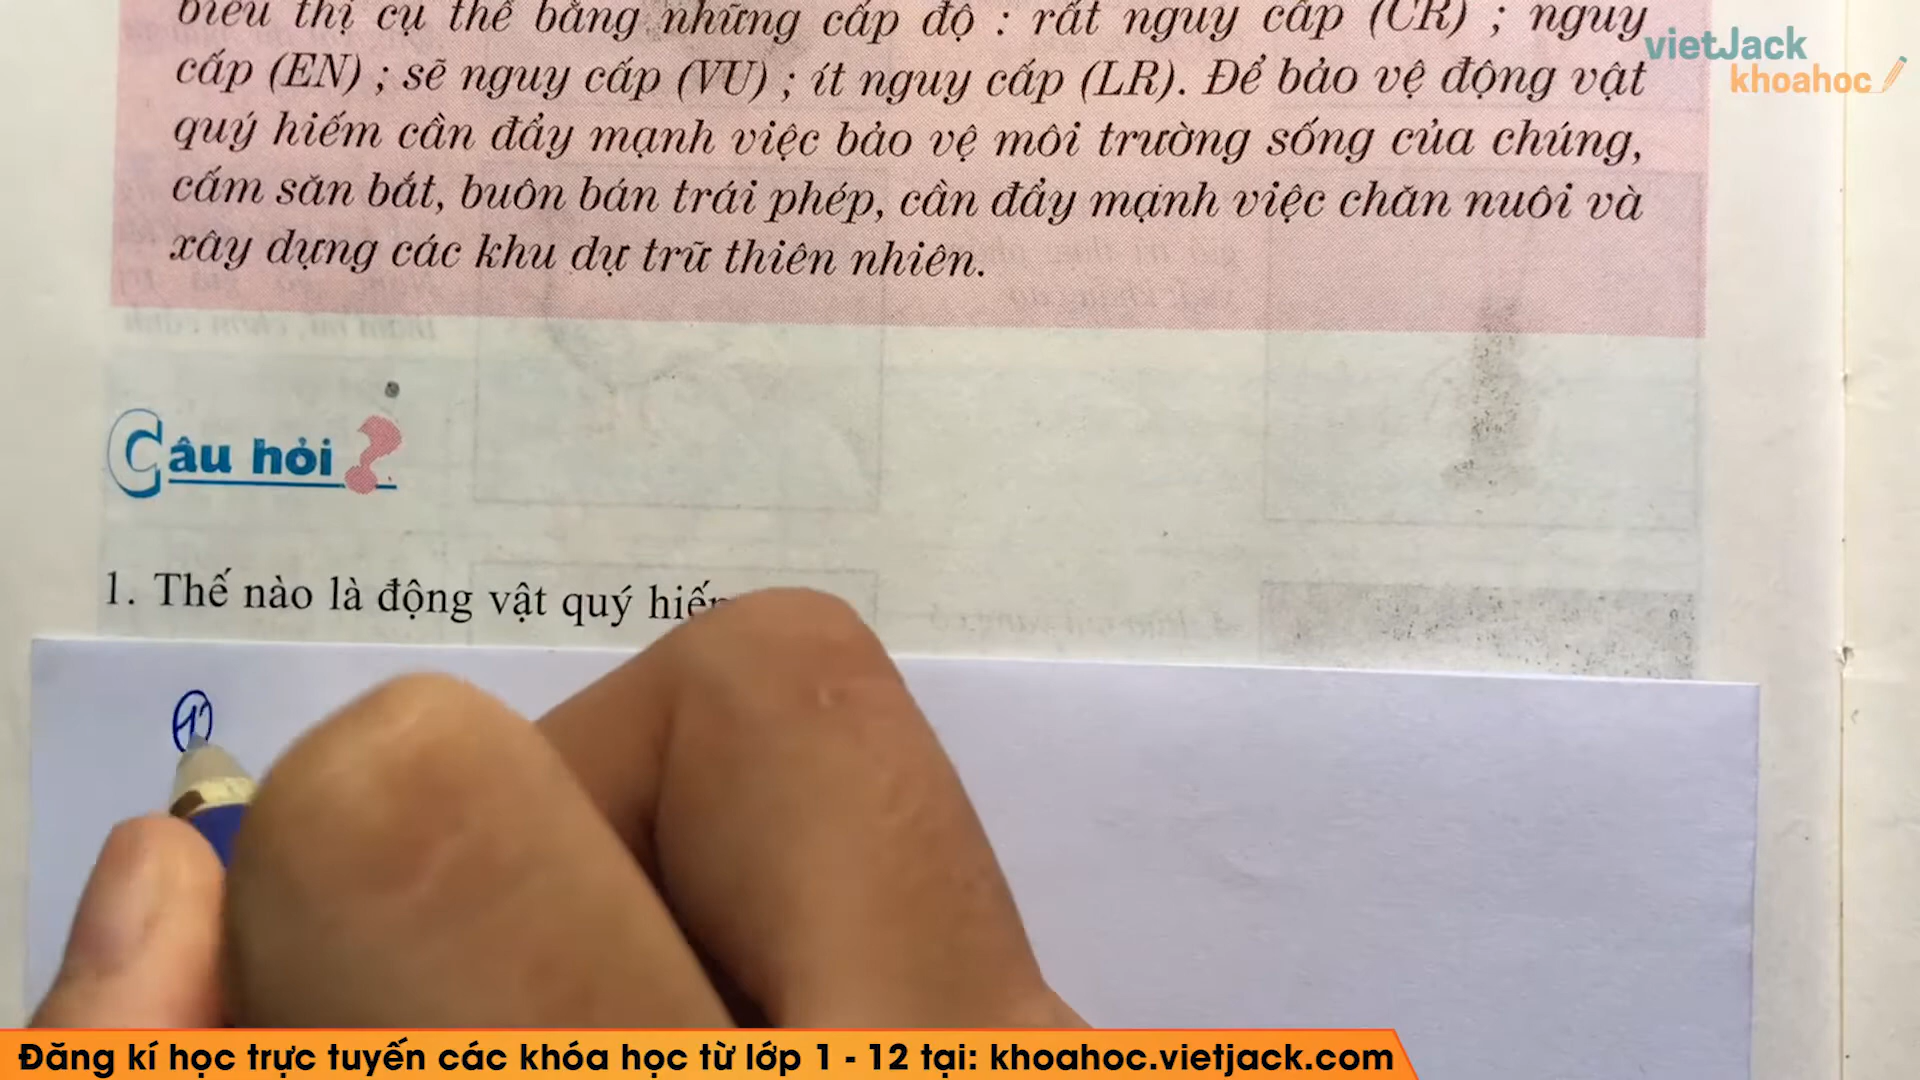 biểu thị cụ thể bằng những cấp độ : rất nguy cấp (CR) ; nguy
cấp (EN) ; sẽ nguy cấp (VU) ; ít nguy cấp (LR). Để bảo vệ động vật
quý hiếm cần đẩy mạnh việc bảo vệ môi trường sống của chúng,
cấm săn bắt, buôn bán trái phép, cần đẩy mạnh việc chăn nuôi và
xây dựng các khu dự trữ thiên nhiên.
vietJack
khoahoc
Câu hỏi ?
1. Thế nào là động vật quý
Đăng kí học trực tuyến các khóa học từ lớp 1 - 12 tại: khoahoc.vietjack.com